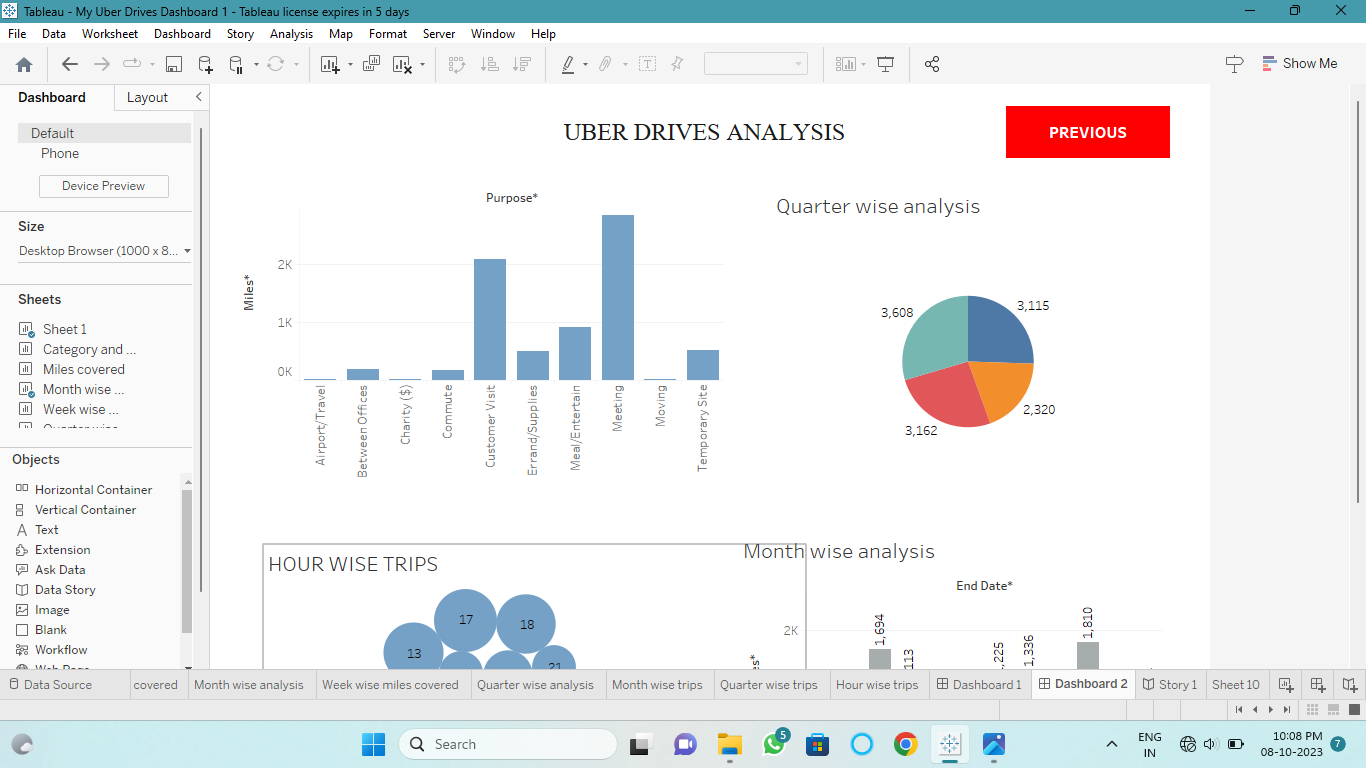 Tableau - My Uber Drives Dashboard 1 - Tableau license expires in 5 days
File Data Worksheet Dashboard Story Analysis Map Format Server Window Help
Show Me
Dashboard Layout
Default
Phone
Device Preview
Size
Desktop Browser (1000 x 8...
Sheets
Sheet 1
Category and ...
Miles covered
Month wise ...
Week wise ...
Objects
Horizontal Container
Vertical Container
Text
Extension
Ask Data
Data Story
Image
Blank
Workflow
UBER DRIVES ANALYSIS
PREVIOUS
Purpose*
Miles*
2K
1K
0K
Airport/Travel
Between Offices
Charity ($)
Commute
Customer Visit
Errand/Supplies
Meal/Entertain
Meeting
Moving
Temporary Site
Quarter wise analysis
3,608
3,115
3,162
2,320
HOUR WISE TRIPS
17
18
13
21
Month wise analysis
End Date*
2K
1,694
113
,225
1,336
1,810
Data Source covered Month wise analysis Week wise miles covered Quarter wise analysis Month wise trips Quarter wise trips Hour wise trips Dashboard 1 Dashboard 2 Story 1 Sheet 10
Search
5
ENG
IN
10:08 PM
08-10-2023
7